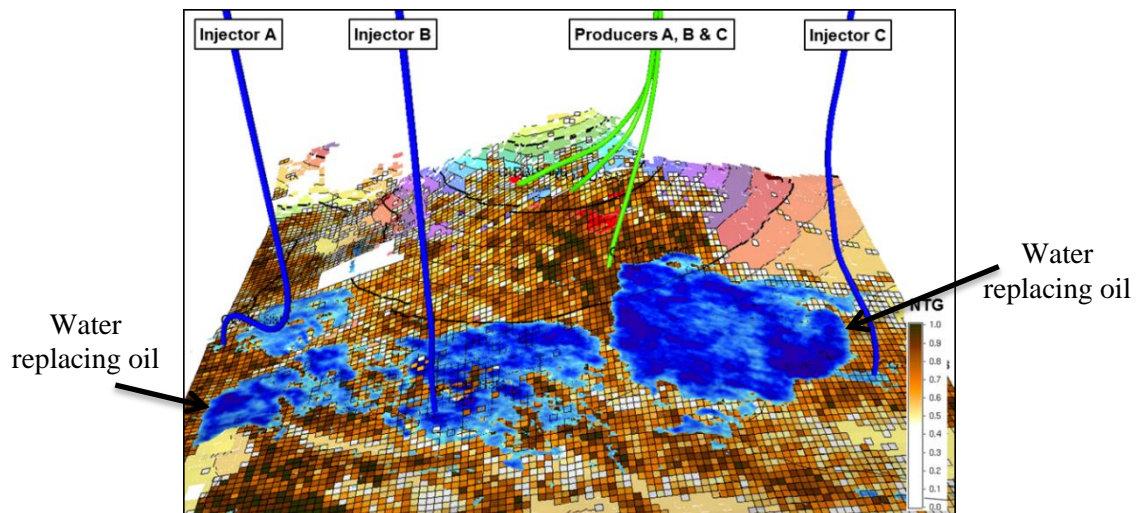 Injector A
Injector B
Producers A, B & C
Injector C
Water
replacing oil
Water
replacing oil
NTG
1.0
0.9
0.8
0.7
0.6
0.5
0.4
0.3
0.2
0.1
0.0